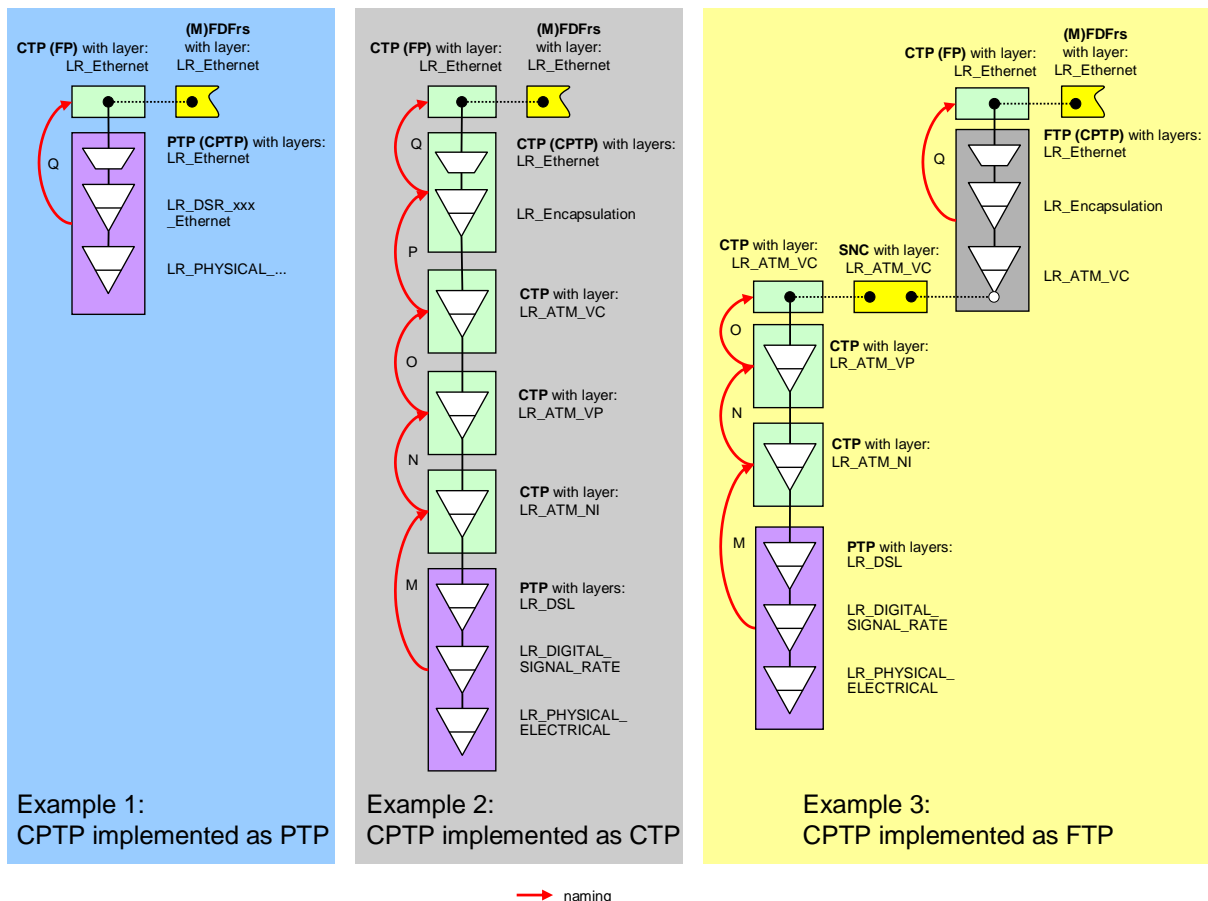 (M)FDFrs
CTP (FP) with layer:
with layer:
LR_Ethernet
LR_Ethernet
Q
PTP (CPTP) with layers:
LR_Ethernet
LR_DSR_xxx
_Ethernet
LR_PHYSICAL_...
Example 1:
CPTP implemented as PTP
(M)FDFrs
CTP (FP) with layer:
with layer:
LR_Ethernet
LR_Ethernet
Q
CTP (CPTP) with layers:
LR_Ethernet
LR_Encapsulation
P
CTP with layer:
LR_ATM_VC
O
CTP with layer:
LR_ATM_VP
N
CTP with layer:
LR_ATM_NI
M
PTP with layers:
LR_DSL
LR_DIGITAL_
SIGNAL_RATE
LR_PHYSICAL_
ELECTRICAL
Example 2:
CPTP implemented as CTP
(M)FDFrs
CTP (FP) with layer:
with layer:
LR_Ethernet
LR_Ethernet
Q
FTP (CPTP) with layers:
LR_Ethernet
LR_Encapsulation
LR_ATM_VC
CTP with layer:
LR_ATM_VC
SNC with layer:
LR_ATM_VC
O
CTP with layer:
LR_ATM_VP
N
CTP with layer:
LR_ATM_NI
M
PTP with layers:
LR_DSL
LR_DIGITAL_
SIGNAL_RATE
LR_PHYSICAL_
ELECTRICAL
Example 3:
CPTP implemented as FTP
naming